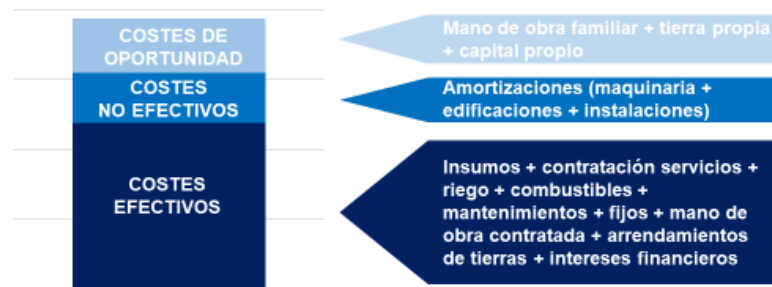 COSTES DE
OPORTUNIDAD
Mano de obra familiar + tierra propia
+ capital propio
COSTES
NO EFECTIVOS
Amortizaciones (maquinaria +
edificaciones + instalaciones)
COSTES
EFECTIVOS
Insumos + contratación servicios +
riego + combustibles +
mantenimientos + fijos + mano de
obra contratada + arrendamientos
de tierras + intereses financieros